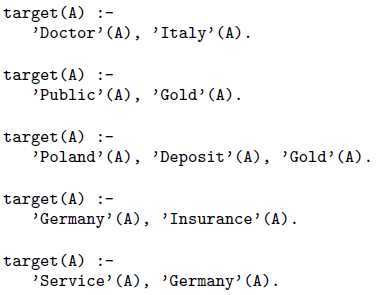 target(A) :-
’Doctor’(A), ’Italy’(A).
target(A) :-
’Public’(A), ’Gold’(A).
target(A) :-
’Poland’(A), ’Deposit’(A), ’Gold’(A).
target(A) :-
’Germany’(A), ’Insurance’(A).
target(A) :-
’Service’(A), ’Germany’(A).